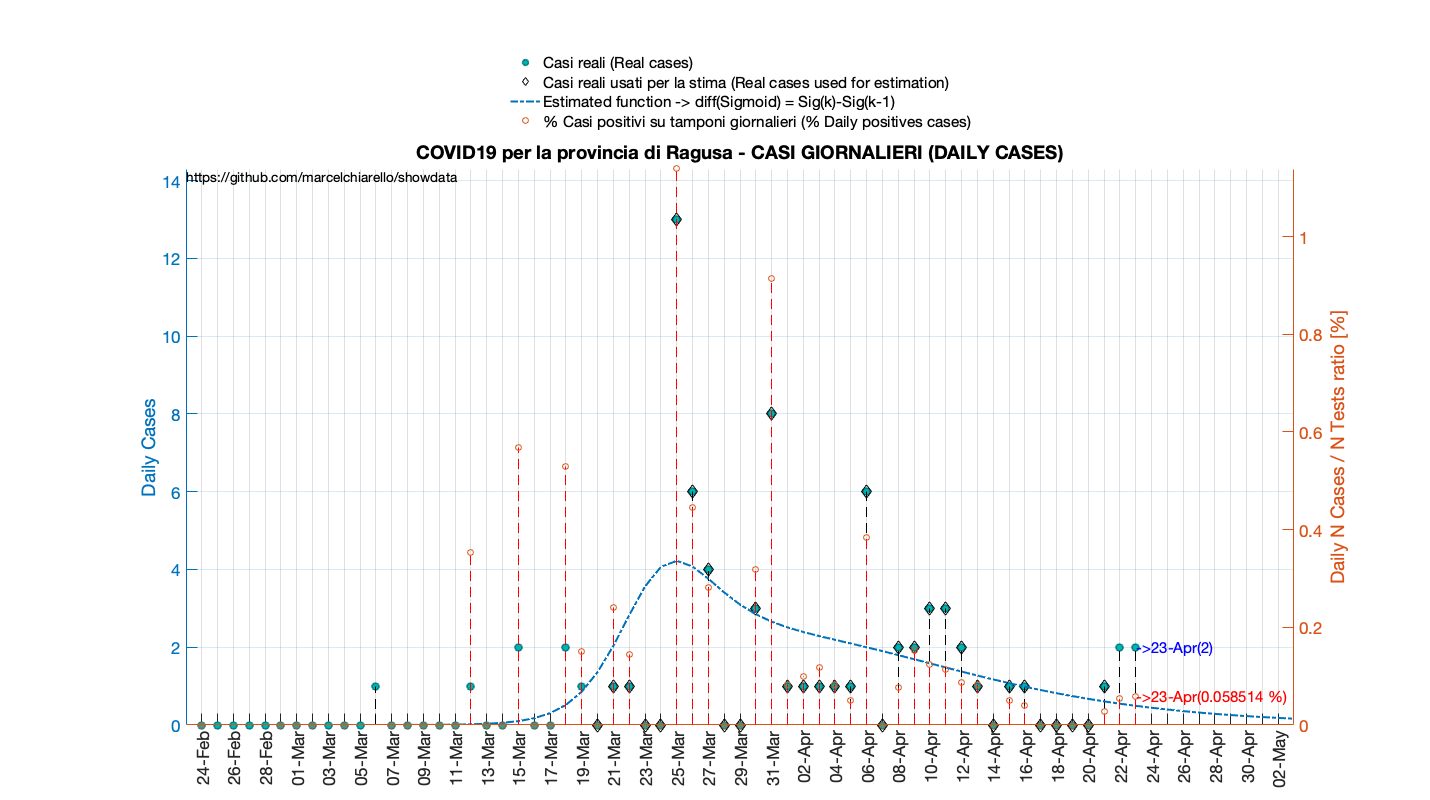 Casi reali (Real cases)
Casi reali usati per la stima (Real cases used for estimation)
Estimated function -> diff(Sigmoid) = Sig(k)-Sig(k-1)
% Casi positivi su tamponi giornalieri (% Daily positives cases)
COVID19 per la provincia di Ragusa - CASI GIORNALIERI (DAILY CASES)
https://github.com/marcelchiarello/showdata
Daily Cases
14
12
10
8
6
4
2
0
1
0.8
0.6
0.4
0.2
0
Daily N Cases / N Tests ratio [%]
->23-Apr(2)
->23-Apr(0.058514 %)
24-Feb
26-Feb
28-Feb
01-Mar
03-Mar
05-Mar
07-Mar
09-Mar
11-Mar
13-Mar
15-Mar
17-Mar
19-Mar
21-Mar
23-Mar
25-Mar
27-Mar
29-Mar
31-Mar
02-Apr
04-Apr
06-Apr
08-Apr
10-Apr
12-Apr
14-Apr
16-Apr
18-Apr
20-Apr
22-Apr
24-Apr
26-Apr
28-Apr
30-Apr
02-May